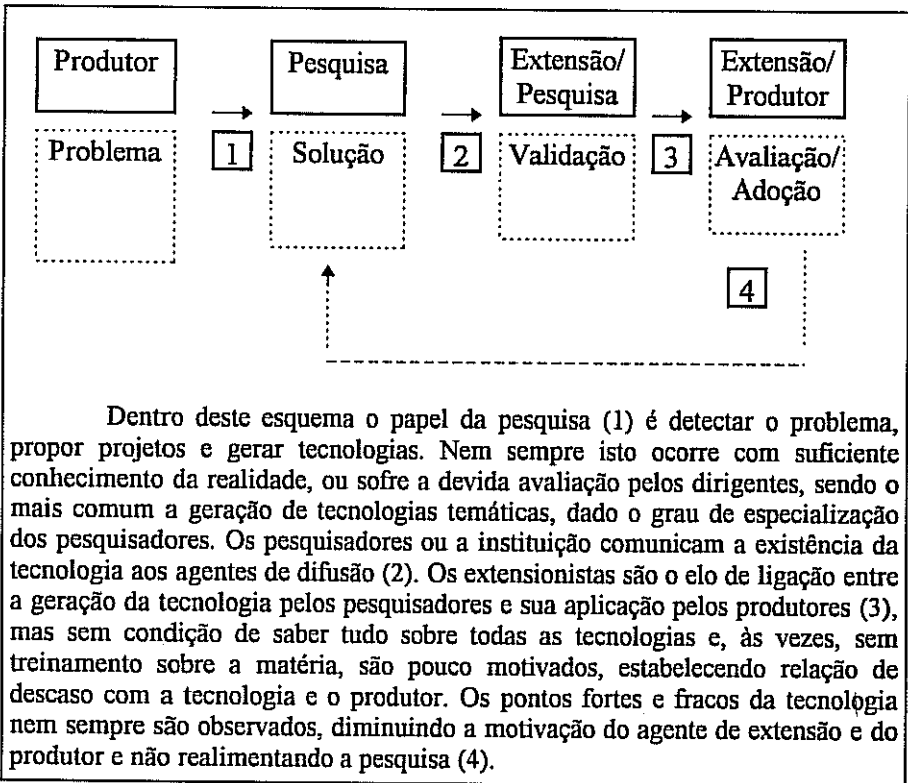 Produtor Pesquisa Extensão/ Extensão/
Pesquisa Produtor
Problema 1 Solução 2 Validação 3 Avaliação/
Adoção
4
Dentro deste esquema o papel da pesquisa (1) é detectar o problema,
propor projetos e gerar tecnologias. Nem sempre isto ocorre com suficiente
conhecimento da realidade, ou sofre a devida avaliação pelos dirigentes, sendo o
mais comum a geração de tecnologias temáticas, dado o grau de especialização
dos pesquisadores. Os pesquisadores ou a instituição comunicam a existência da
tecnologia aos agentes de difusão (2). Os extensionistas são o elo de ligação entre
a geração da tecnologia pelos pesquisadores e sua aplicação pelos produtores (3),
mas sem condição de saber tudo sobre todas as tecnologias e, às vezes, sem
treinamento sobre a matéria, são pouco motivados, estabelecendo relação de
descaso com a tecnologia e o produtor. Os pontos fortes e fracos da tecnologia
nem sempre são observados, diminuindo a motivação do agente de extensão e do
produtor e não realimentando a pesquisa (4).